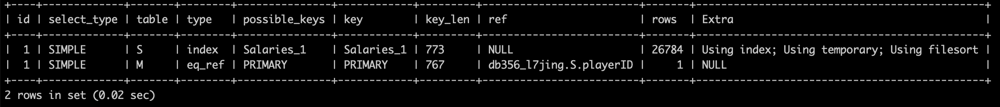 +----+-------------+-------+--------+---------------+------------+---------+-------------------------+-------+----------------------------------------------+
| id | select_type | table | type   | possible_keys | key        | key_len | ref                     | rows  | Extra                                        |
+----+-------------+-------+--------+---------------+------------+---------+-------------------------+-------+----------------------------------------------+
|  1 | SIMPLE      | S     | index  | Salaries_1    | Salaries_1 | 773     | NULL                    | 26784 | Using index; Using temporary; Using filesort |
|  1 | SIMPLE      | M     | eq_ref | PRIMARY       | PRIMARY    | 767     | db356_l7jing.S.playerID |     1 | NULL                                         |
+----+-------------+-------+--------+---------------+------------+---------+-------------------------+-------+----------------------------------------------+
2 rows in set (0.02 sec)